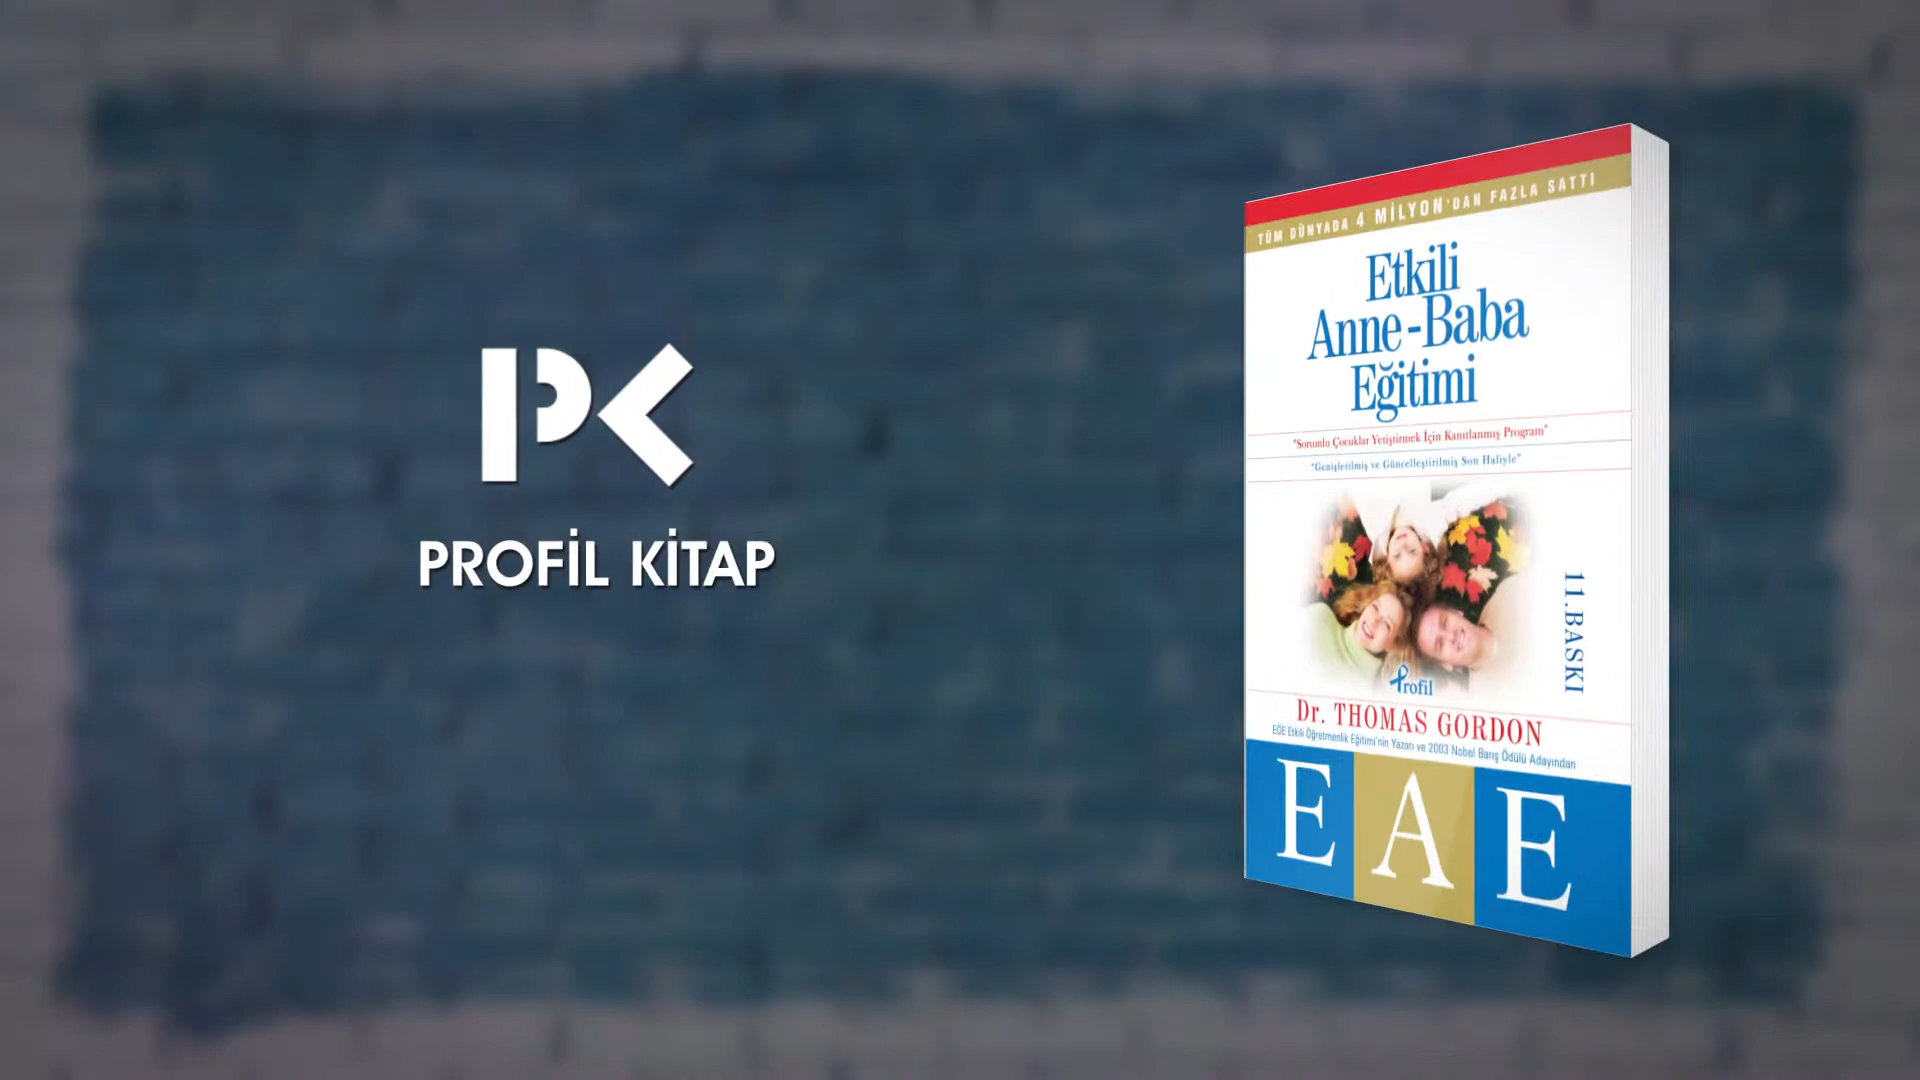 PK
PROFİL KİTAP
TÜM DÜNYADA 4 MİLYON'DAN FAZLA SATTI
Etkili
Anne-Baba
Eğitimi
"Sorumlu Çocuklar Yetiştirmek İçin Kanıtlanmış Program"
"Genişletilmiş ve Güncelleştirilmiş Son Haliyle"
11.BASKI
Profil
Dr. THOMAS GORDON
EÖE Etkili Öğretmenlik Eğitimi'nin Yazarı ve 2003 Nobel Barış Ödülü Adayından
E A E